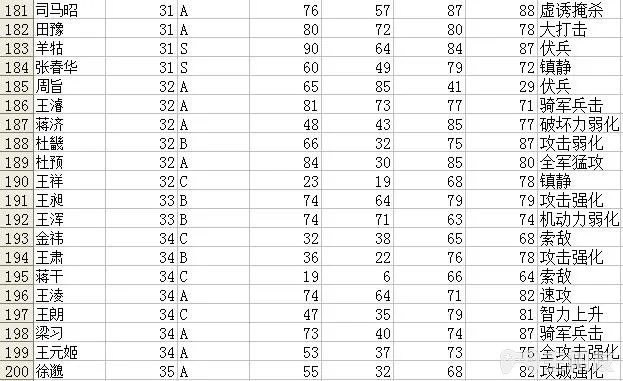 181 司马昭 31 A 76 57 87 88 虚诱掩杀
182 田豫 31 A 80 72 80 78 大打击
183 羊祜 31 S 90 64 84 87 伏兵
184 张春华 31 S 60 49 79 72 镇静
185 周旨 32 A 65 85 41 29 伏兵
186 王濬 32 A 81 73 77 71 骑军兵击
187 蒋济 32 A 48 43 85 77 破坏力弱化
188 杜畿 32 B 66 32 75 87 攻击弱化
189 杜预 32 A 84 30 85 80 全军猛攻
190 王祥 32 C 23 19 68 78 镇静
191 王昶 33 B 74 64 79 79 攻击强化
192 王浑 33 B 74 71 63 74 机动力弱化
193 金祎 34 C 32 38 65 68 索敌
194 王肃 34 B 36 22 76 78 攻击强化
195 蒋干 34 C 19 6 66 64 索敌
196 王凌 34 A 74 64 71 82 速攻
197 王朗 34 C 47 35 79 81 智力上升
198 梁习 34 A 73 40 74 87 骑军兵击
199 王元姬 34 A 53 37 73 75 全攻击强化
200 徐邈 35 A 55 32 68 82 攻城强化